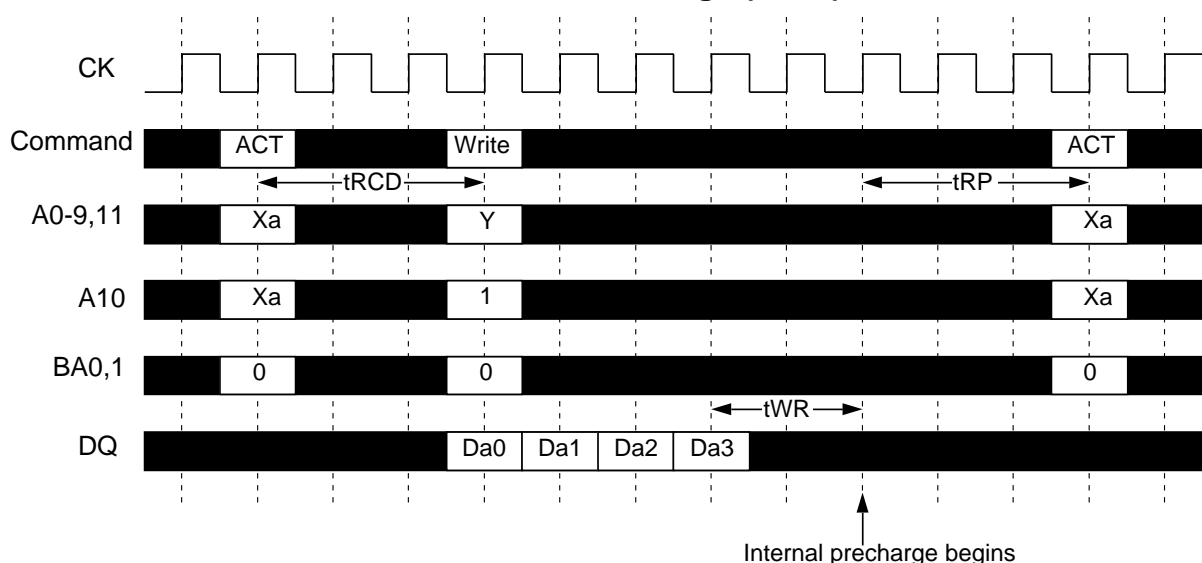 CK
Command ACT Write ACT
tRCD tRP
A0-9,11 Xa Y Xa
A10 Xa 1 Xa
BA0,1 0 0 0
tWR
DQ Da0 Da1 Da2 Da3
Internal precharge begins